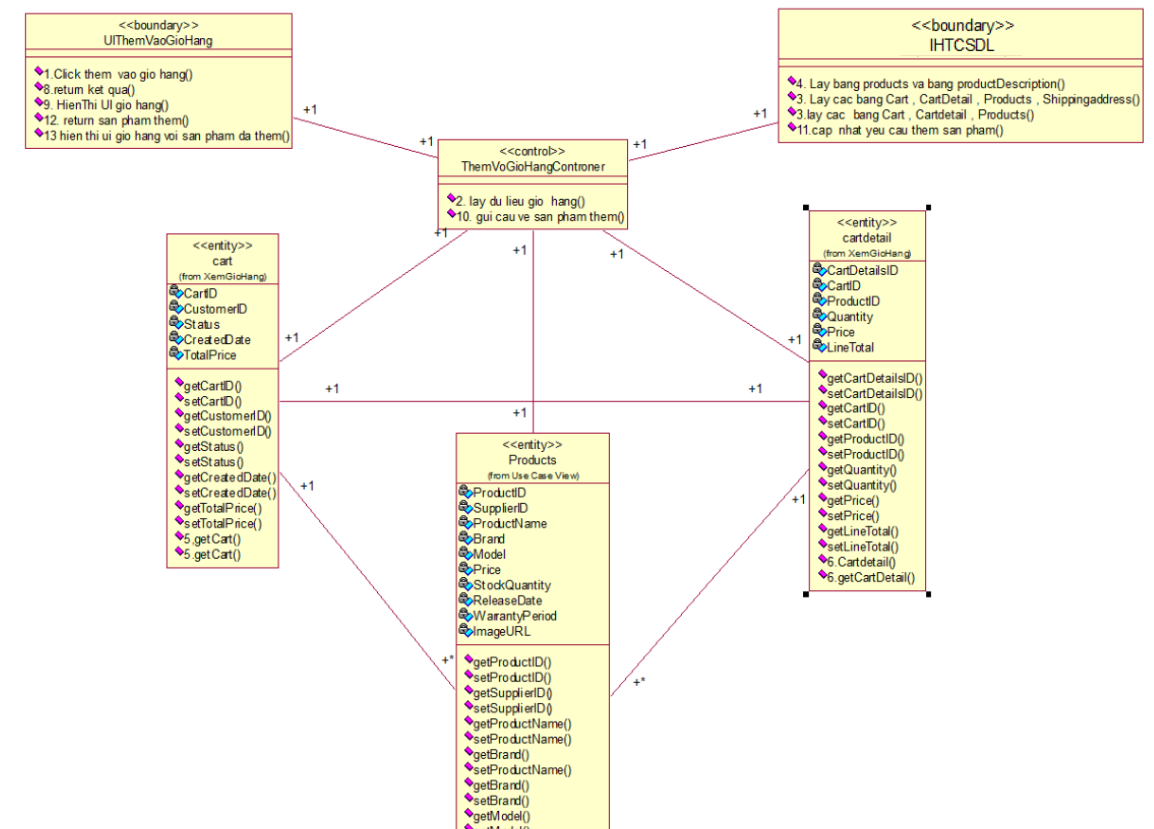 <<boundary>>
UIThemVaoGioHang
1.Click them vao gio hang()
8.return ket qua()
9. HienThi UI gio hang()
12. return san pham them()
13 hien thi ui gio hang voi san pham da them()
<<boundary>>
IHTCSDL
4. Lay bang products va bang productDescription()
3. Lay cac bang Cart , CartDetail , Products , Shippingaddress()
3.lay cac bang Cart , Cartdetail , Products()
11.cap nhat yeu cau them san pham()
+1
+1
+1
+1
<<control>>
ThemVoGioHangControner
2. lay du lieu gio hang()
10. gui cau ve san pham them()
+1
+1
+1
<<entity>>
cart
(from XemGioHang)
CartID
CustomerID
Status
CreatedDate
TotalPrice
getCartID()
setCartID()
getCustomerID()
setCustomerID()
getStatus()
setStatus()
getCreatedDate()
setCreatedDate()
getTotalPrice()
setTotalPrice()
5.getCart()
5.getCart()
+1
+1
+1
+1
+1
+1
<<entity>>
cartdetail
(from XemGioHang)
CartDetailsID
CartID
ProductID
Quantity
Price
LineTotal
getCartDetailsID()
setCartDetailsID()
getCartID()
setCartID()
getProductID()
setProductID()
getQuantity()
setQuantity()
getPrice()
setPrice()
getLineTotal()
setLineTotal()
6.Cartdetail()
6.getCartDetail()
+1
+*
+*
<<entity>>
Products
(from Use Case View)
ProductID
SupplierID
ProductName
Brand
Model
Price
StockQuantity
ReleaseDate
WarrantyPeriod
ImageURL
getProductID()
setProductID()
getSupplierID()
setSupplierID()
getProductName()
setProductName()
getBrand()
setProductName()
getBrand()
setBrand()
getModel()